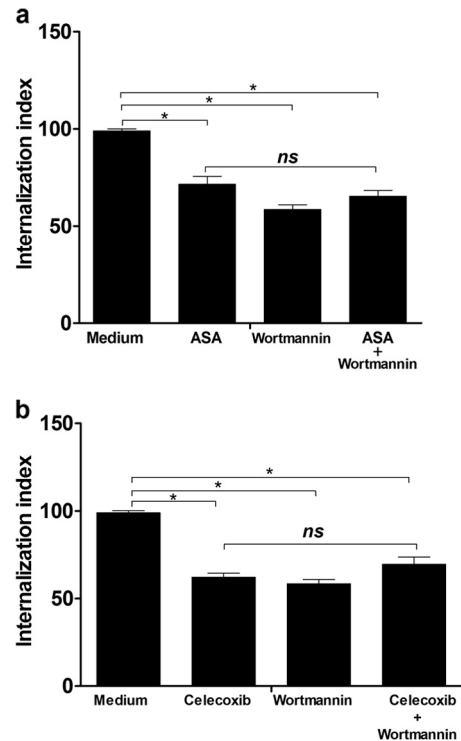 a
Internalization index
150
100
50
0
*
*
*
ns
Medium ASA Wortmannin ASA
+
Wortmannin
b
Internalization index
150
100
50
0
*
*
*
ns
Medium Celecoxib Wortmannin Celecoxib
+
Wortmannin